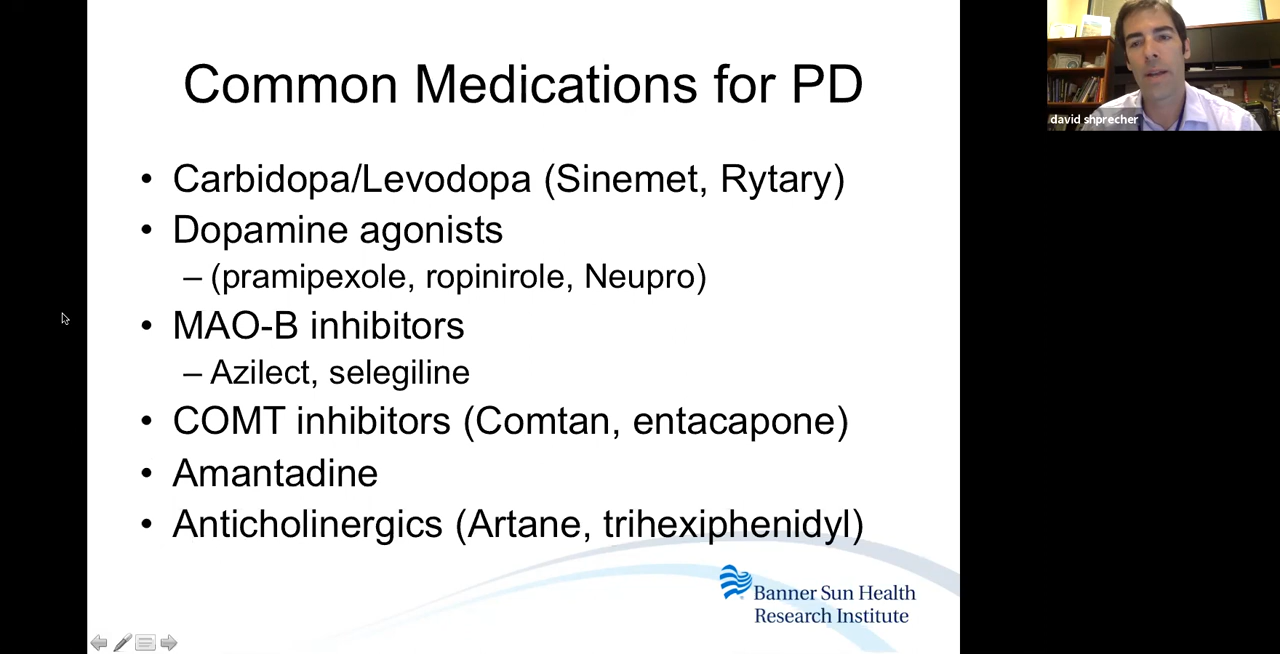 Common Medications for PD
• Carbidopa/Levodopa (Sinemet, Rytary)
• Dopamine agonists
– (pramipexole, ropinirole, Neupro)
• MAO-B inhibitors
– Azilect, selegiline
• COMT inhibitors (Comtan, entacapone)
• Amantadine
• Anticholinergics (Artane, trihexiphenidyl)
Banner Sun Health
Research Institute
david shprecher